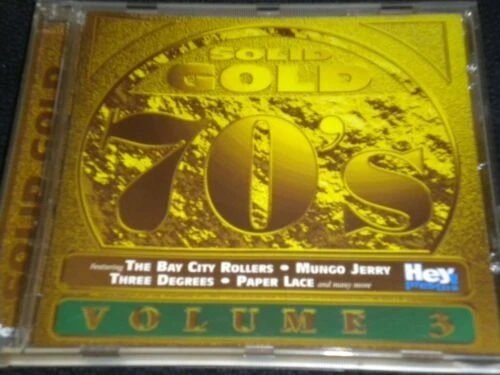 SOLID GOLD
SOLID
GOLD
70's
featuring THE BAY CITY ROLLERS • MUNGO JERRY
THREE DEGREES • PAPER LACE and many more
Hey
presto
VOLUME 3